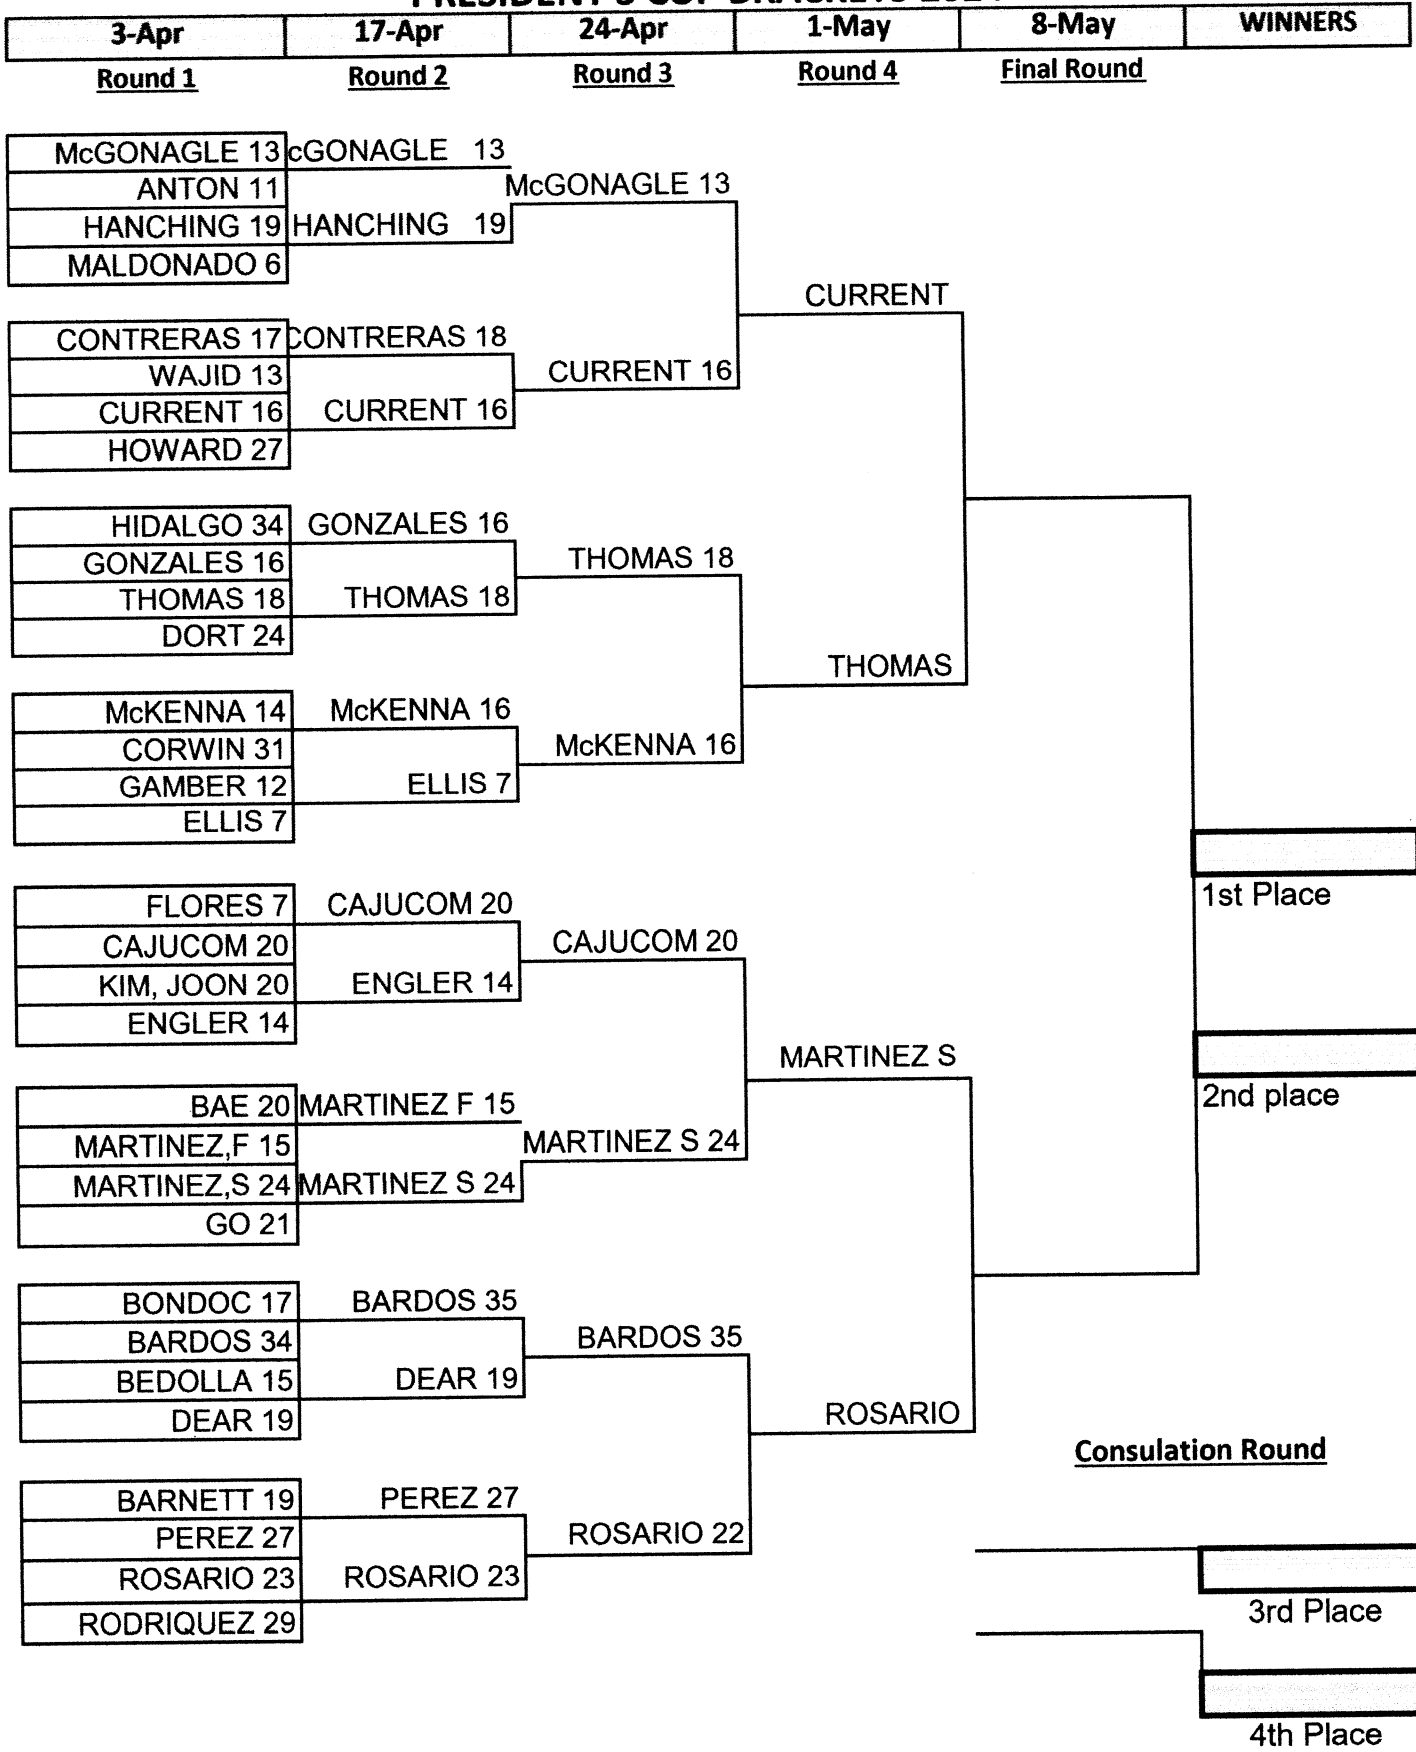 3-Apr 17-Apr 24-Apr 1-May 8-May WINNERS
Round 1 Round 2 Round 3 Round 4 Final Round
McGONAGLE 13 cGONAGLE 13
ANTON 11 McGONAGLE 13
HANCHING 19 HANCHING 19
MALDONADO 6
CURRENT
CONTRERAS 17 CONTRERAS 18
WAJID 13 CURRENT 16
CURRENT 16 CURRENT 16
HOWARD 27
HIDALGO 34 GONZALES 16
GONZALES 16 THOMAS 18
THOMAS 18 THOMAS 18
DORT 24
THOMAS
McKENNA 14 McKENNA 16
CORWIN 31 McKENNA 16
GAMBER 12 ELLIS 7
ELLIS 7
1st Place
FLORES 7 CAJUCOM 20
CAJUCOM 20 CAJUCOM 20
KIM, JOON 20 ENGLER 14
ENGLER 14
MARTINEZ S
2nd place
BAE 20 MARTINEZ F 15
MARTINEZ,F 15 MARTINEZ S 24
MARTINEZ,S 24 MARTINEZ S 24
GO 21
BONDOC 17 BARDOS 35
BARDOS 34 BARDOS 35
BEDOLLA 15 DEAR 19
DEAR 19 ROSARIO
Consulation Round
BARNETT 19 PEREZ 27
PEREZ 27 ROSARIO 22
ROSARIO 23 ROSARIO 23
RODRIQUEZ 29
3rd Place
4th Place